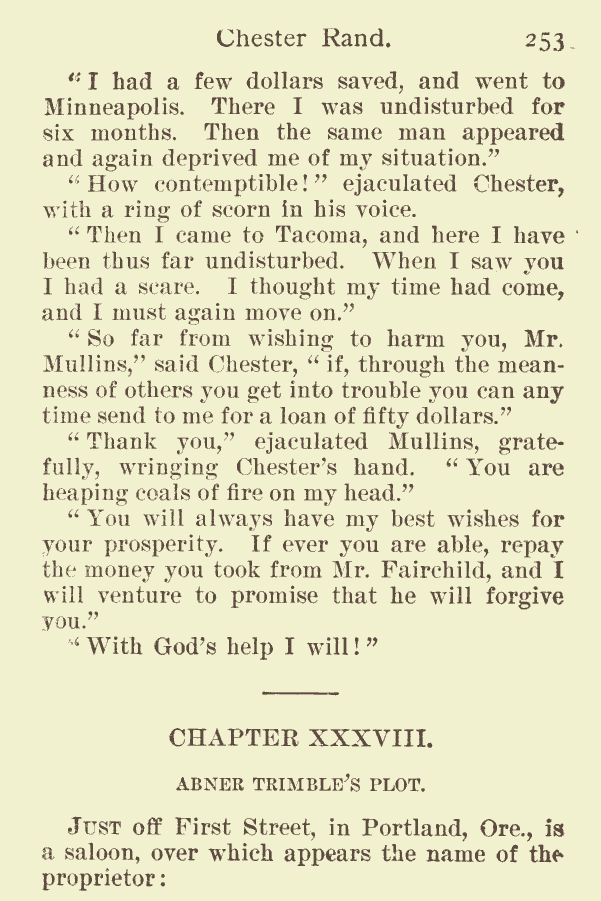 Chester Rand. 253
“I had a few dollars saved, and went to
Minneapolis. There I was undisturbed for
six months. Then the same man appeared
and again deprived me of my situation.”
“How contemptible!” ejaculated Chester,
with a ring of scorn in his voice.
“Then I came to Tacoma, and here I have
been thus far undisturbed. When I saw you
I had a scare. I thought my time had come,
and I must again move on.”
“So far from wishing to harm you, Mr.
Mullins,” said Chester, “if, through the mean-
ness of others you get into trouble you can any
time send to me for a loan of fifty dollars.”
“Thank you,” ejaculated Mullins, grate-
fully, wringing Chester’s hand. “You are
heaping coals of fire on my head.”
“You will always have my best wishes for
your prosperity. If ever you are able, repay
the money you took from Mr. Fairchild, and I
will venture to promise that he will forgive
you.”
“With God’s help I will!”
CHAPTER XXXVIII.
ABNER TRIMBLE’S PLOT.
JUST off First Street, in Portland, Ore., is
a saloon, over which appears the name of the
proprietor: